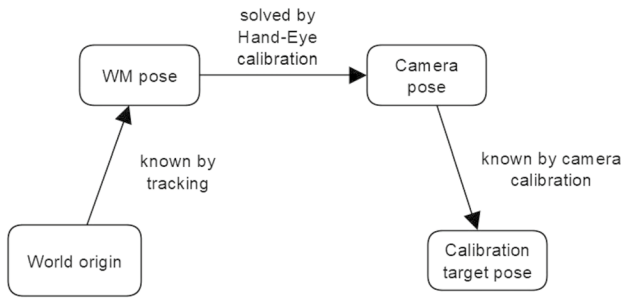 solved by
Hand-Eye
calibration
WM pose
Camera
pose
known by
tracking
known by camera
calibration
World origin
Calibration
target pose